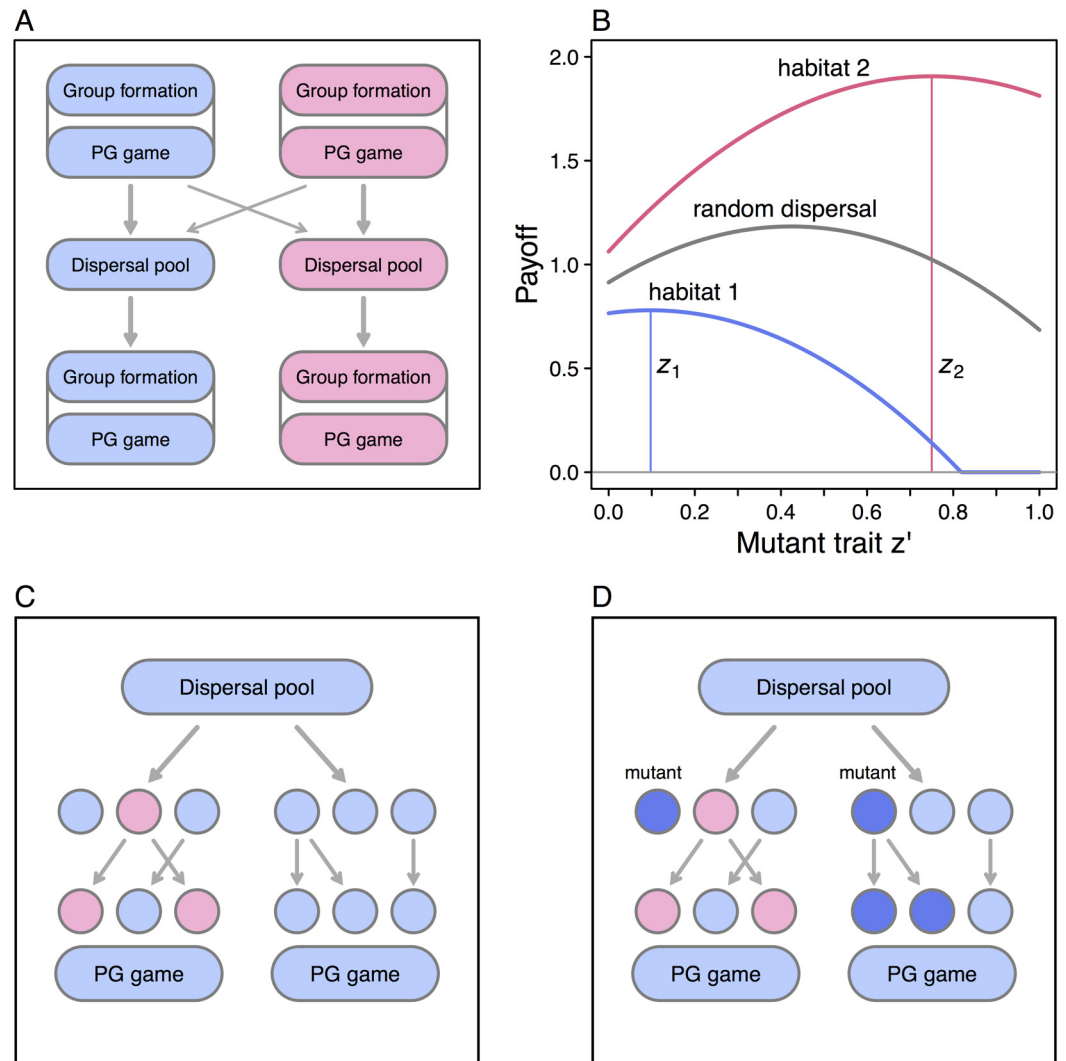 A
Group formation
Group formation
PG game
PG game
Dispersal pool
Dispersal pool
Group formation
Group formation
PG game
PG game
B
2.0
1.5
1.0
0.5
0.0
Payoff
habitat 2
random dispersal
habitat 1
z1
z2
0.0 0.2 0.4 0.6 0.8 1.0
Mutant trait z'
C
Dispersal pool
PG game
PG game
D
Dispersal pool
mutant
mutant
PG game
PG game